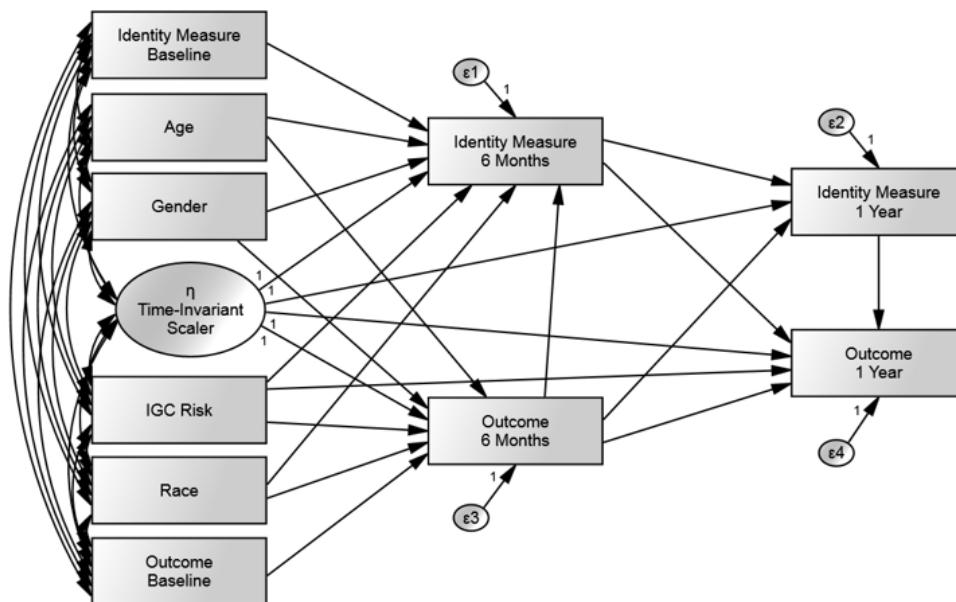 Identity Measure
Baseline
Age
Gender
η
Time-Invariant
Scaler
IGC Risk
Race
Outcome
Baseline
1
1
1
ε1
1
Identity Measure
6 Months
Outcome
6 Months
1
ε3
ε2
1
Identity Measure
1 Year
Outcome
1 Year
1
ε4